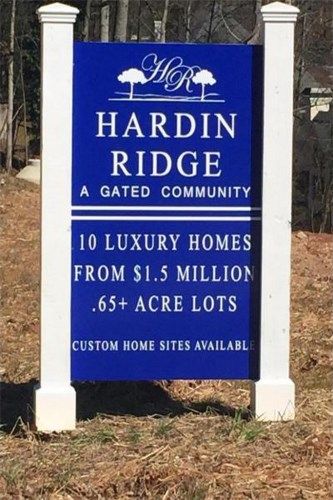 HR
HARDIN
RIDGE
A GATED COMMUNITY
10 LUXURY HOMES
FROM $1.5 MILLION
.65+ ACRE LOTS
CUSTOM HOME SITES AVAILABLE